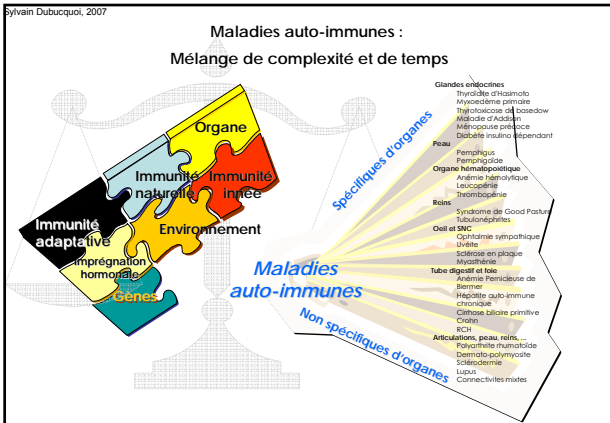 Sylvain Dubucquoi, 2007
Maladies auto-immunes :
Mélange de complexité et de temps
Organe
Immunité
naturelle
Immunité
innée
Immunité
adaptative
Environnement
Imprégnation
hormonale
Gènes
Maladies
auto-immunes
Spécifiques d'organes
Non spécifiques d'organes
Glandes endocrines
Thyroïdite d'Hasimoto
Myxoedème primaire
Thyrotoxicose de basedow
Maladie d'Addison
Ménopause précoce
Diabète insulino dépendant
Peau
Pemphigus
Pemphigoïde
Organe hématopoïétique
Anémie hémolytique
Leucopénie
Thrombopénie
Reins
Syndrome de Good Pasture
Tubulonéphrites
Oeil et SNC
Ophtalmie sympathique
Uvéite
Sclérose en plaque
Myasthénie
Tube digestif et foie
Anémie Pernicieuse de
Biermer
Hépatite auto-immune
chronique
Cirrhose biliaire primitive
Crohn
RCH
Articulations, peau, reins, ...
Polyarthrite rhumatoïde
Dermato-polymyosite
Sclérodermie
Lupus
Connectivites mixtes